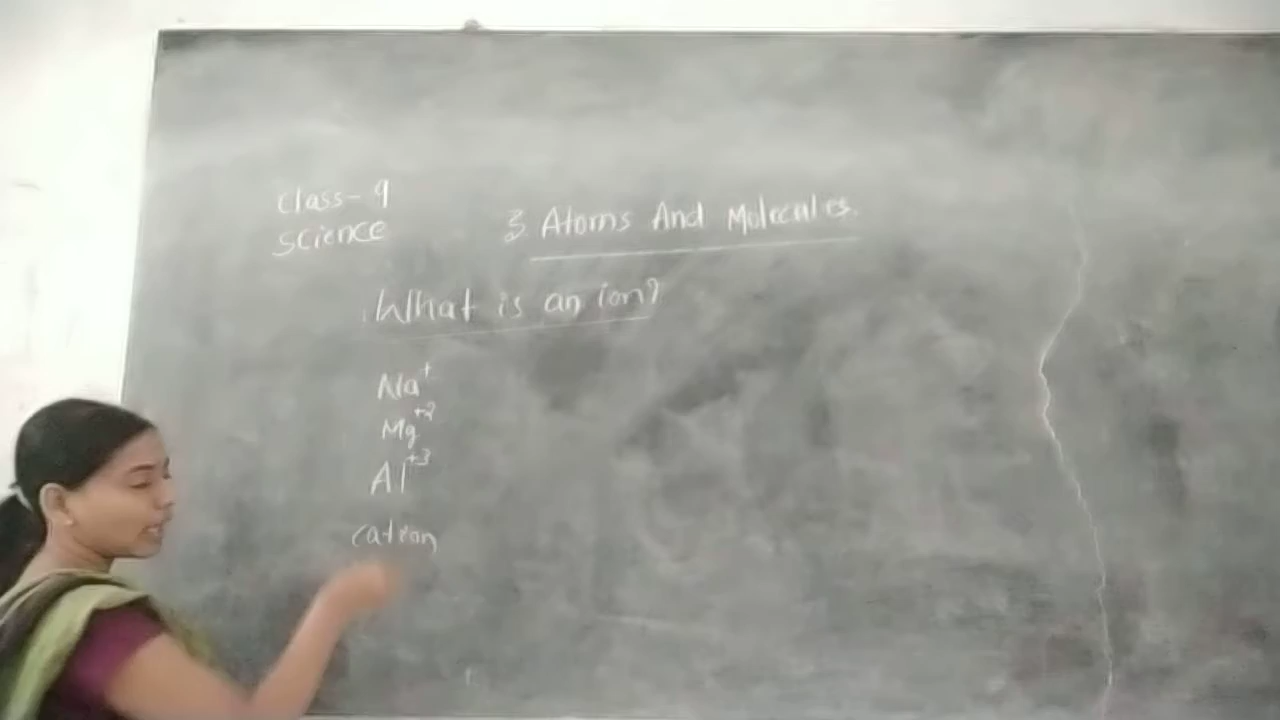 Class-9
Science
3. Atoms And Molecules.
What is an ion?
Na⁺
Mg⁺²
Al⁺³
Cation